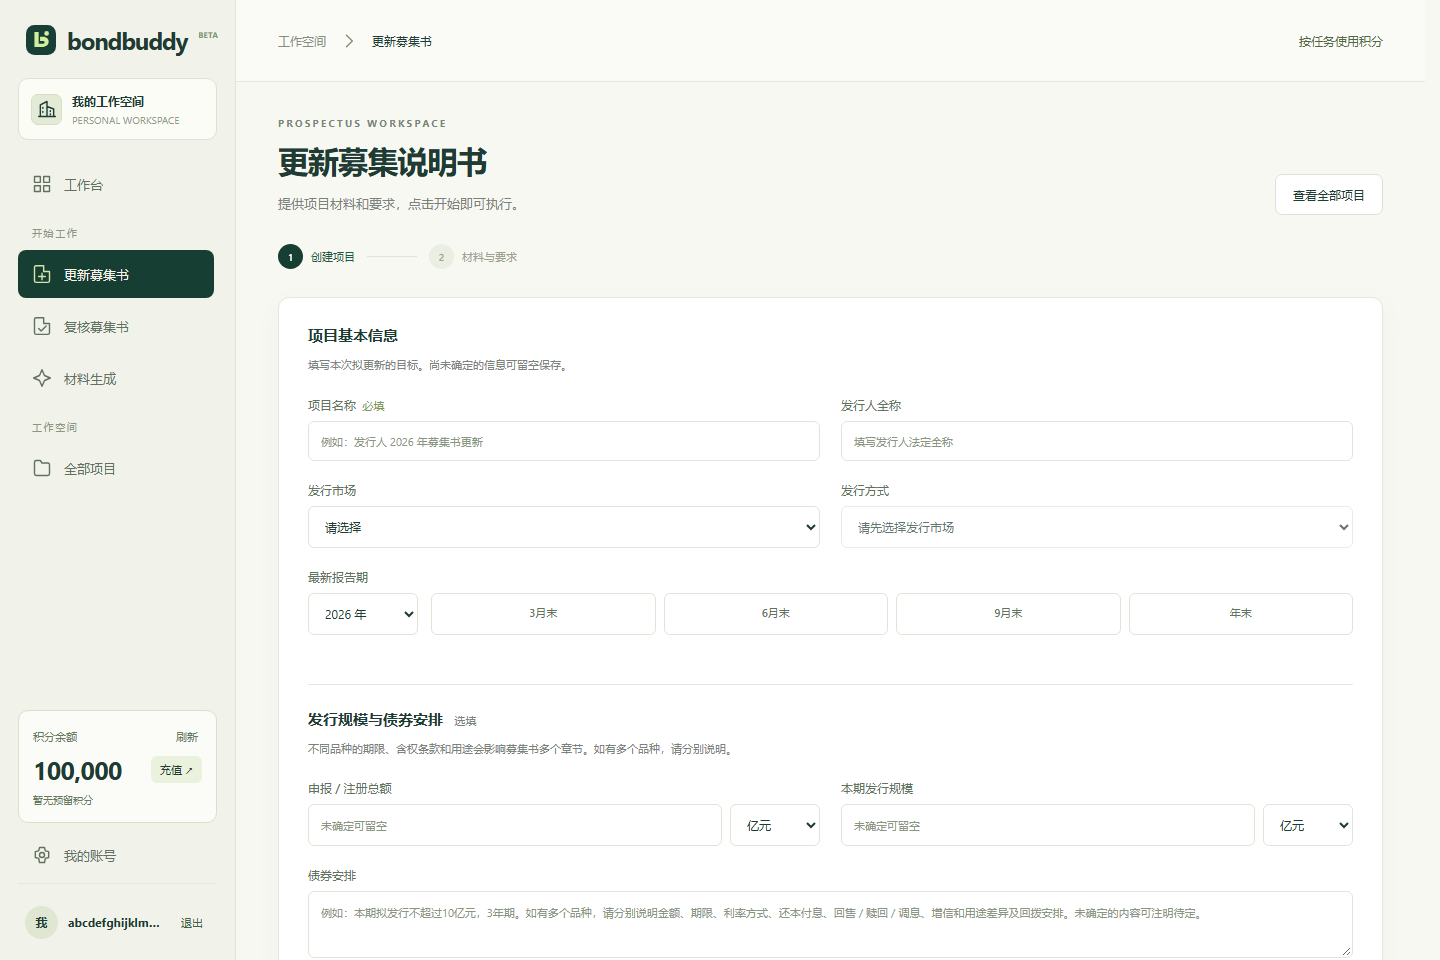 bondbuddy BETA
我的工作空间
PERSONAL WORKSPACE
工作台
开始工作
更新募集书
复核募集书
材料生成
工作空间
全部项目
积分余额 刷新
100,000 充值 ↗
暂无预留积分
我的账号
我 abcdefghijklm... 退出
工作空间 > 更新募集书 按任务使用积分
PROSPECTUS WORKSPACE
更新募集说明书
提供项目材料和要求，点击开始即可执行。
查看全部项目
1 创建项目 2 材料与要求
项目基本信息
填写本次拟更新的目标。尚未确定的信息可留空保存。
项目名称 必填 发行人全称
例如：发行人 2026 年募集书更新 填写发行人法定全称
发行市场 发行方式
请选择 请先选择发行市场
最新报告期
2026 年 3月末 6月末 9月末 年末
发行规模与债券安排 选填
不同品种的期限、含权条款和用途会影响募集书多个章节。如有多个品种，请分别说明。
申报 / 注册总额 本期发行规模
未确定可留空 亿元 未确定可留空 亿元
债券安排
例如：本期拟发行不超过10亿元，3年期。如有多个品种，请分别说明金额、期限、利率方式、还本付息、回售 / 赎回 / 调息、增信和用途差异及回拨安排。未确定的内容可注明待定。